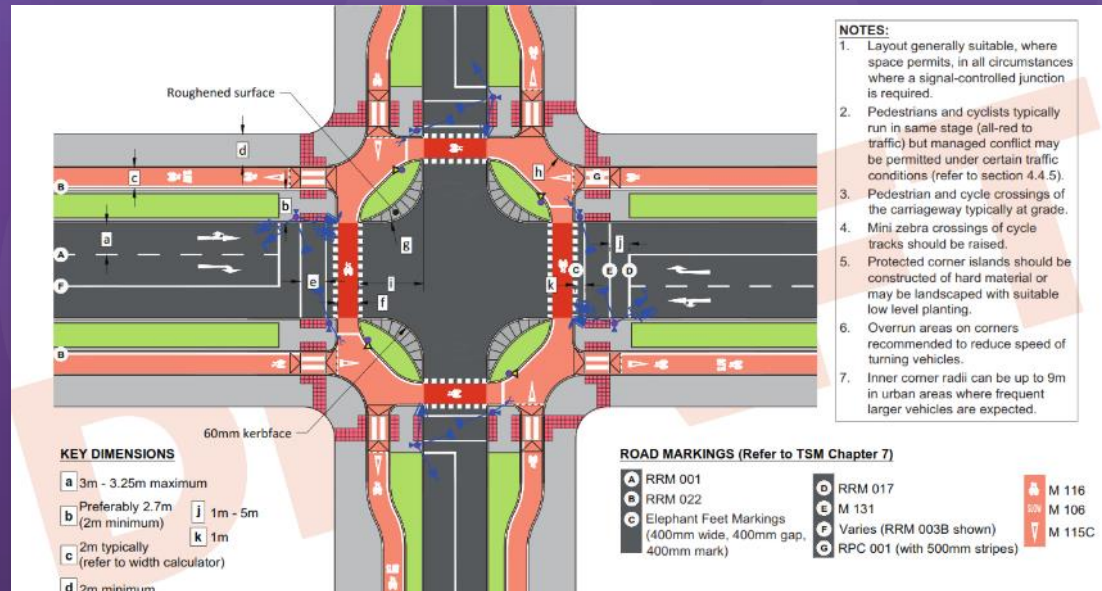 NOTES:
1. Layout generally suitable, where
space permits, in all circumstances
where a signal-controlled junction
is required.
2. Pedestrians and cyclists typically
run in same stage (all-red to
traffic) but managed conflict may
be permitted under certain traffic
conditions (refer to section 4.4.5).
3. Pedestrian and cycle crossings of
the carriageway typically at grade.
4. Mini zebra crossings of cycle
tracks should be raised.
5. Protected corner islands should be
constructed of hard material or
may be landscaped with suitable
low level planting.
6. Overrun areas on corners
recommended to reduce speed of
turning vehicles.
7. Inner corner radii can be up to 9m
in urban areas where frequent
larger vehicles are expected.
Roughened surface
d
c
B
b
a
A
F
e
f
i
g
h
G
j
k
C
E
D
B
SLOW
SLOW
SLOW
60mm kerbface
KEY DIMENSIONS
a 3m - 3.25m maximum
b Preferably 2.7m
(2m minimum)
j 1m - 5m
k 1m
c 2m typically
(refer to width calculator)
d 2m minimum
ROAD MARKINGS (Refer to TSM Chapter 7)
A RRM 001
B RRM 022
C Elephant Feet Markings
(400mm wide, 400mm gap,
400mm mark)
D RRM 017
E M 131
F Varies (RRM 003B shown)
G RPC 001 (with 500mm stripes)
M 116
SLOW M 106
M 115C